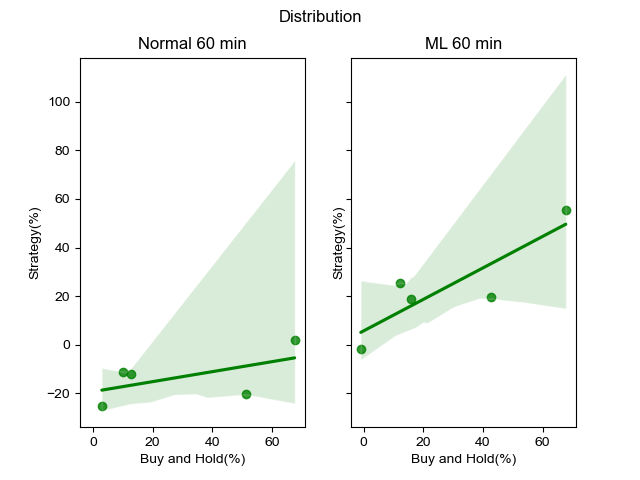 Distribution
Normal 60 min
ML 60 min
Strategy(%)
100
80
60
40
20
0
−20
0
20
40
60
Buy and Hold(%)
Strategy(%)
0
20
40
60
Buy and Hold(%)